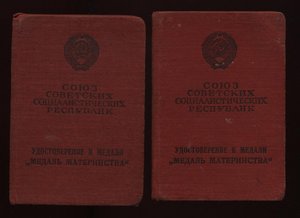 СОЮЗ
СОВЕТСКИХ
СОЦИАЛИСТИЧЕСКИХ
РЕСПУБЛИК
УДОСТОВЕРЕНИЕ К МЕДАЛИ
„МЕДАЛЬ МАТЕРИНСТВА“
СОЮЗ
СОВЕТСКИХ
СОЦИАЛИСТИЧЕСКИХ
РЕСПУБЛИК
УДОСТОВЕРЕНИЕ К МЕДАЛИ
„МЕДАЛЬ МАТЕРИНСТВА“